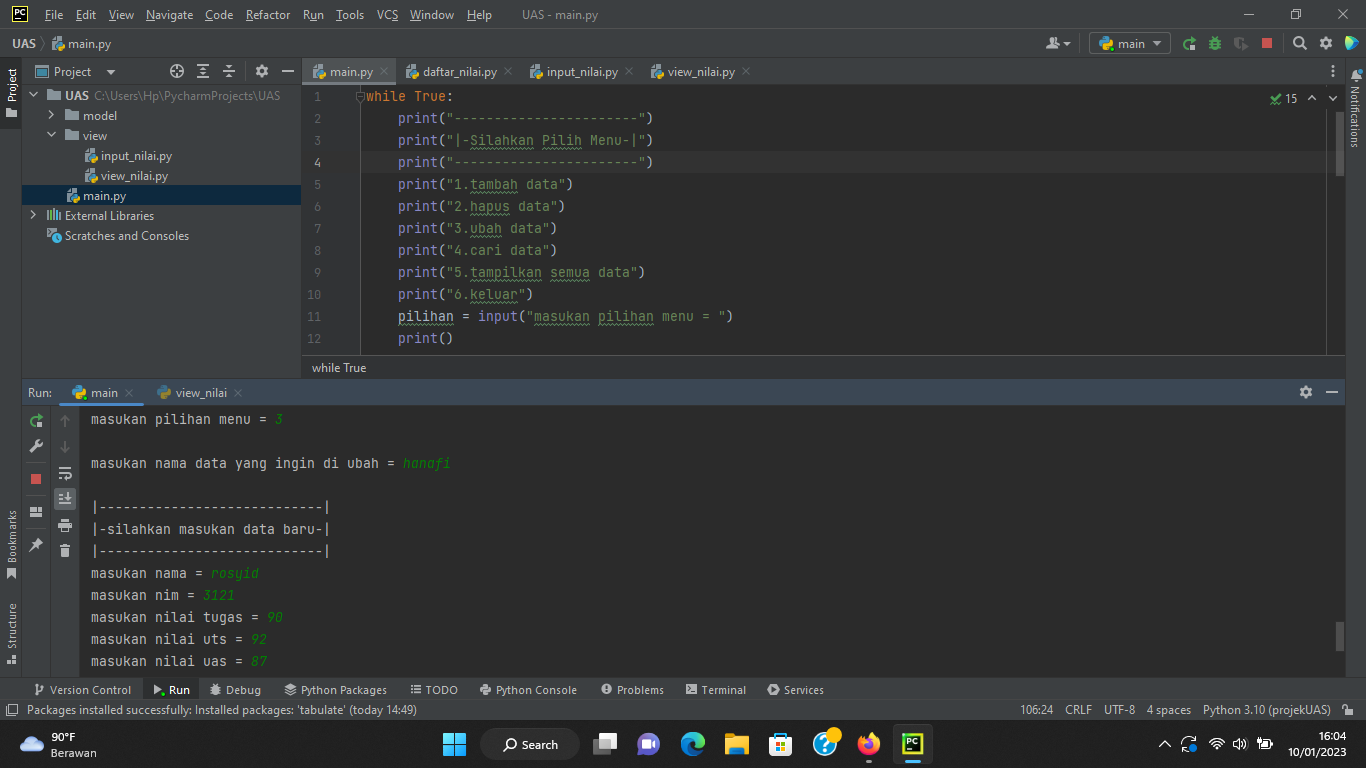 PC File Edit View Navigate Code Refactor Run Tools VCS Window Help UAS - main.py
UAS main.py main
Project main.py daftar_nilai.py input_nilai.py view_nilai.py
Project
UAS C:\Users\Hp\PycharmProjects\UAS
model
view
input_nilai.py
view_nilai.py
main.py
External Libraries
Scratches and Consoles
1 while True: 15
2 print("-----------------------")
3 print("|-Silahkan Pilih Menu-|")
4 print("-----------------------")
5 print("1.tambah data")
6 print("2.hapus data")
7 print("3.ubah data")
8 print("4.cari data")
9 print("5.tampilkan semua data")
10 print("6.keluar")
11 pilihan = input("masukan pilihan menu = ")
12 print()
while True
Notifications
Run: main view_nilai
masukan pilihan menu = 3
masukan nama data yang ingin di ubah = hanafi
|----------------------------|
|-silahkan masukan data baru-|
|----------------------------|
masukan nama = rosyid
masukan nim = 3121
masukan nilai tugas = 90
masukan nilai uts = 92
masukan nilai uas = 87
Bookmarks
Structure
Version Control Run Debug Python Packages TODO Python Console Problems Terminal Services
Packages installed successfully: Installed packages: 'tabulate' (today 14:49) 106:24 CRLF UTF-8 4 spaces Python 3.10 (projekUAS)
90°F
Berawan
Search
PC
16:04
10/01/2023